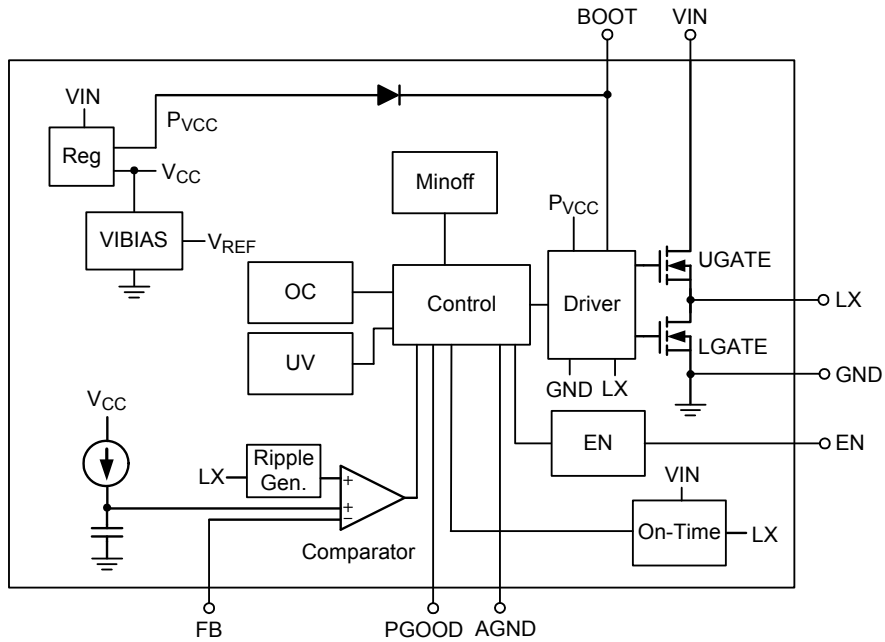 BOOT VIN
VIN
PVCC
Reg
VCC
Minoff
PVCC
VIBIAS
VREF
UGATE
OC
Control
Driver
LX
UV
LGATE
GND
GND LX
VCC
EN
EN
LX
Ripple
Gen.
+
+
−
VIN
On-Time
LX
Comparator
FB
PGOOD
AGND